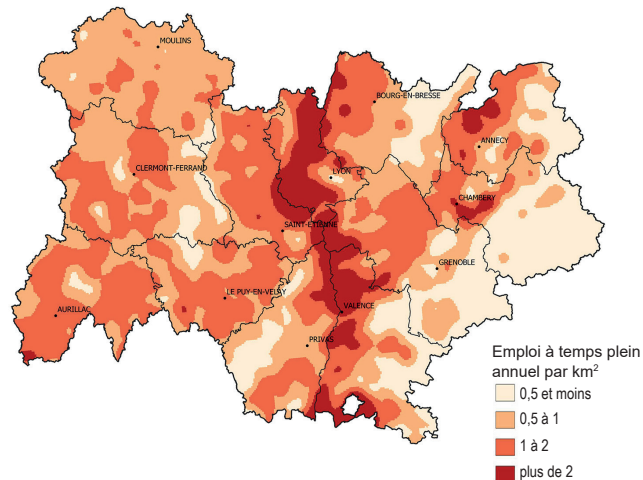 MOULINS
BOURG-EN-BRESSE
ANNECY
CLERMONT-FERRAND
LYON
CHAMBERY
SAINT-ETIENNE
GRENOBLE
LE PUY-EN-VELAY
VALENCE
AURILLAC
PRIVAS
Emploi à temps plein
annuel par km²
0,5 et moins
0,5 à 1
1 à 2
plus de 2